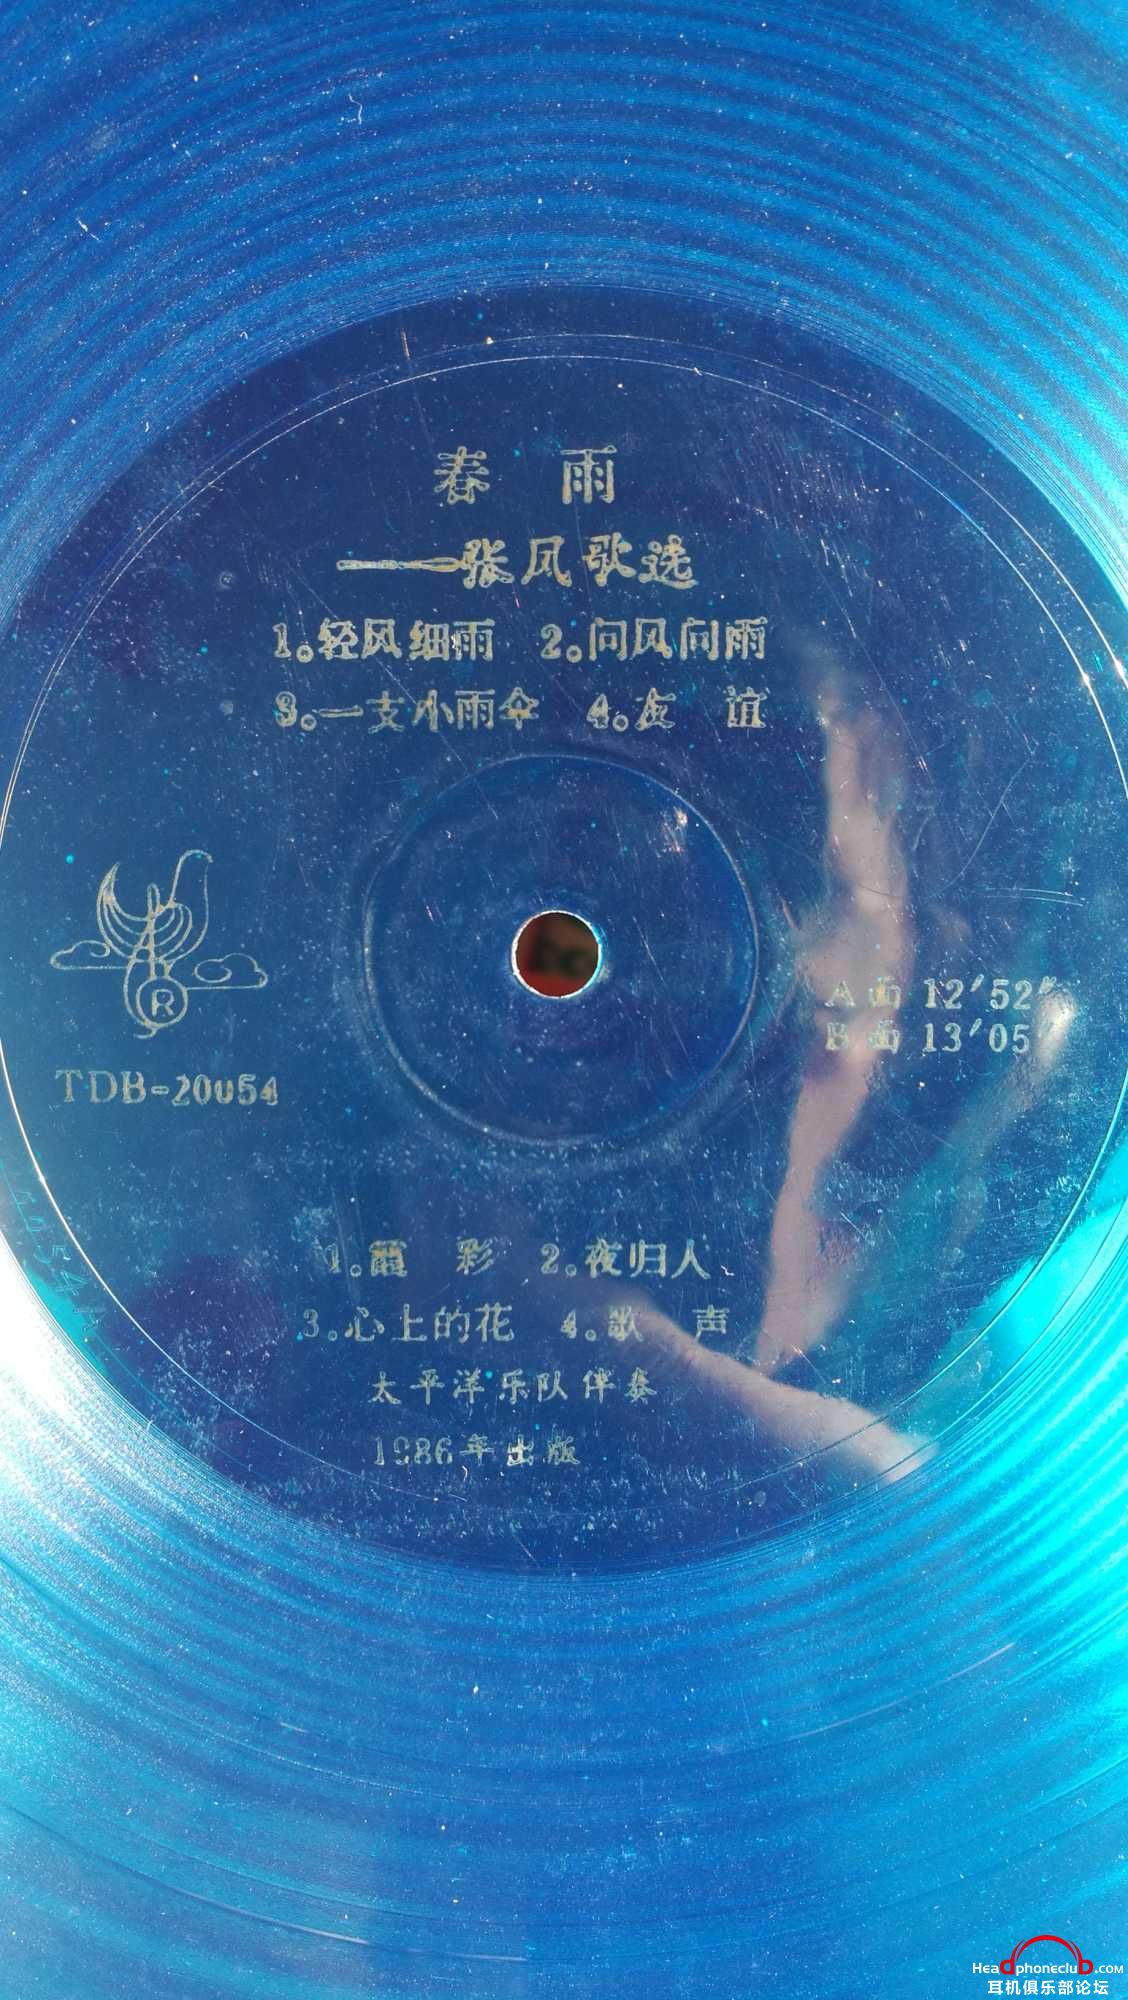 春 雨
——张风歌选
1。轻风细雨 2。问风问雨
3。一支小雨伞 4。友 谊
R
TDB-20054
A面 12′52″
B面 13′05″
1。霞 彩 2。夜归人
3。心上的花 4。歌 声
太平洋乐队伴奏
1986年出版
Headphoneclub.com
耳机俱乐部论坛